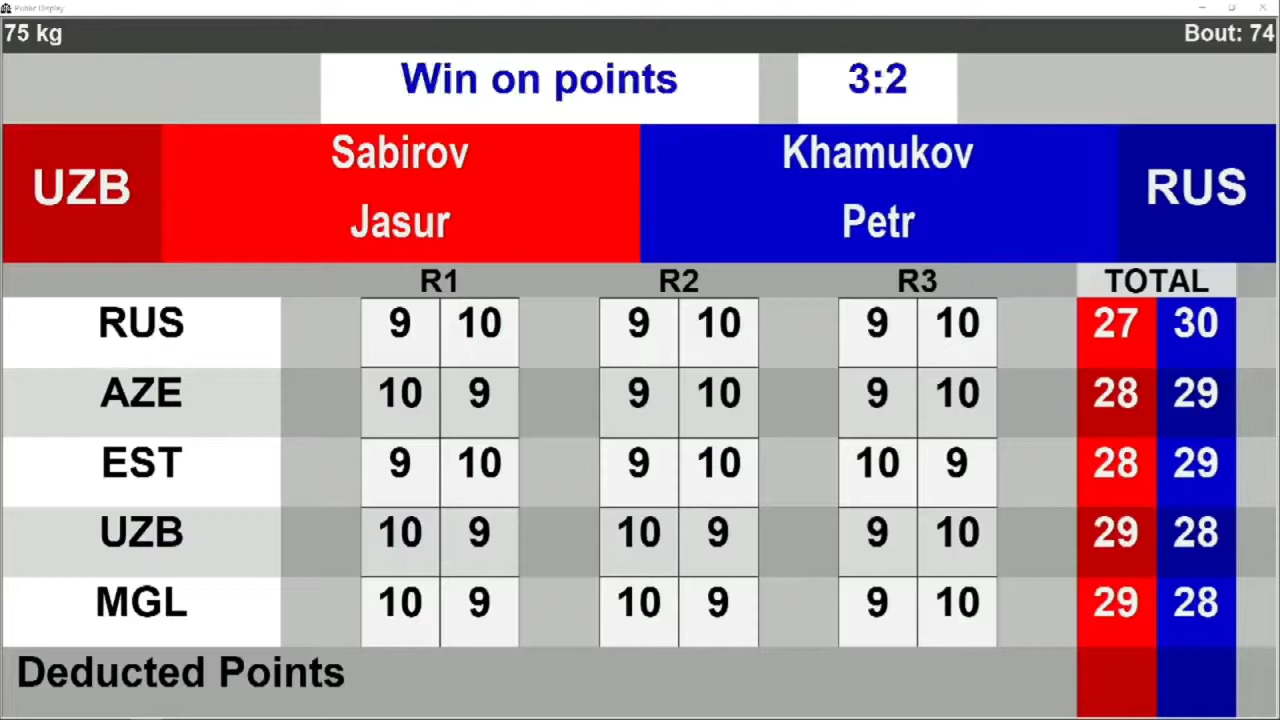 Public Display
75 kg Bout: 74
Win on points 3:2
UZB Sabirov Jasur Khamukov Petr RUS
R1 R2 R3 TOTAL
RUS 9 10 9 10 9 10 27 30
AZE 10 9 9 10 9 10 28 29
EST 9 10 9 10 10 9 28 29
UZB 10 9 10 9 9 10 29 28
MGL 10 9 10 9 9 10 29 28
Deducted Points